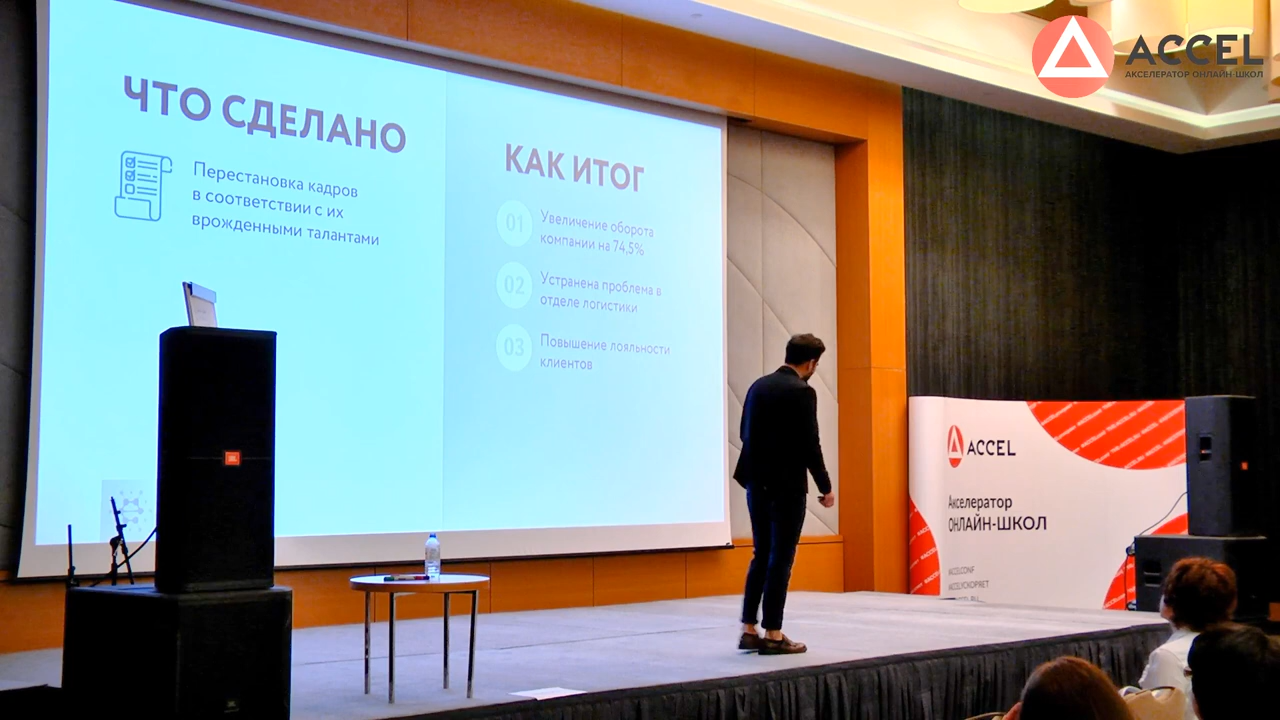 ACCEL
АКСЕЛЕРАТОР ОНЛАЙН-ШКОЛ
ЧТО СДЕЛАНО
Перестановка кадров
в соответствии с их
врожденными талантами
КАК ИТОГ
01
Увеличение оборота
компании на 74,5%
02
Устранена проблема в
отделе логистики
03
Повышение лояльности
клиентов
JBL
ACCEL
Акселератор
ОНЛАЙН-ШКОЛ